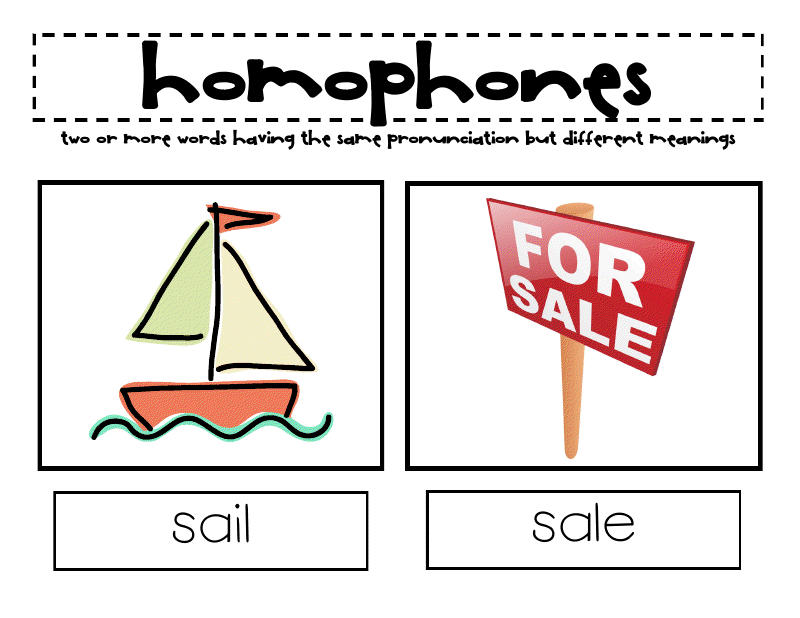 homophones
two or more words having the same pronunciation but different meanings
FOR
SALE
sail
sale